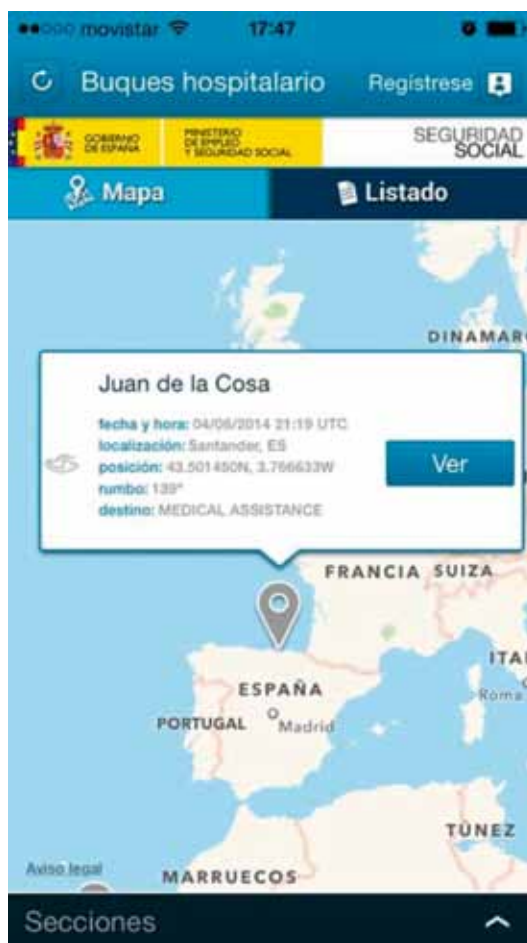 movistar 17:47
Buques hospitalario Regístrese
GOBIERNO DE ESPAÑA
MINISTERIO DE EMPLEO Y SEGURIDAD SOCIAL
SEGURIDAD SOCIAL
Mapa Listado
DINAMAR
Juan de la Cosa
fecha y hora: 04/06/2014 21:19 UTC
localización: Santander, ES
posición: 43.501450N, 3.766633W
rumbo: 139°
destino: MEDICAL ASSISTANCE
Ver
FRANCIA SUIZA
ITA
Roma
ESPAÑA
PORTUGAL
Madrid
TÚNEZ
Aviso legal
MARRUECOS
Secciones